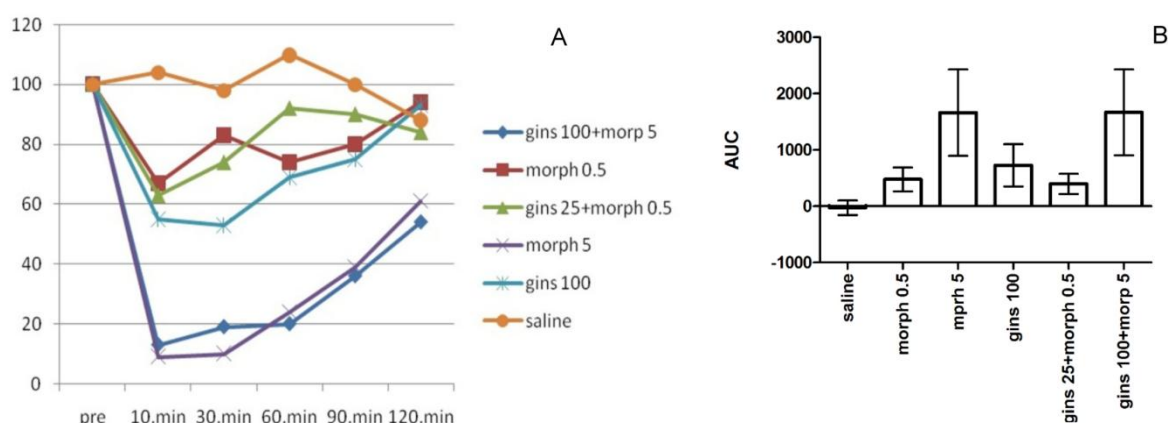 120
100
80
60
40
20
0
pre 10.min 30.min 60.min 90.min 120.min
A
gins 100+morp 5
morph 0.5
gins 25+morph 0.5
morph 5
gins 100
saline
B
AUC
3000
2000
1000
0
-1000
saline
morph 0.5
mprh 5
gins 100
gins 25+morph 0.5
gins 100+morp 5